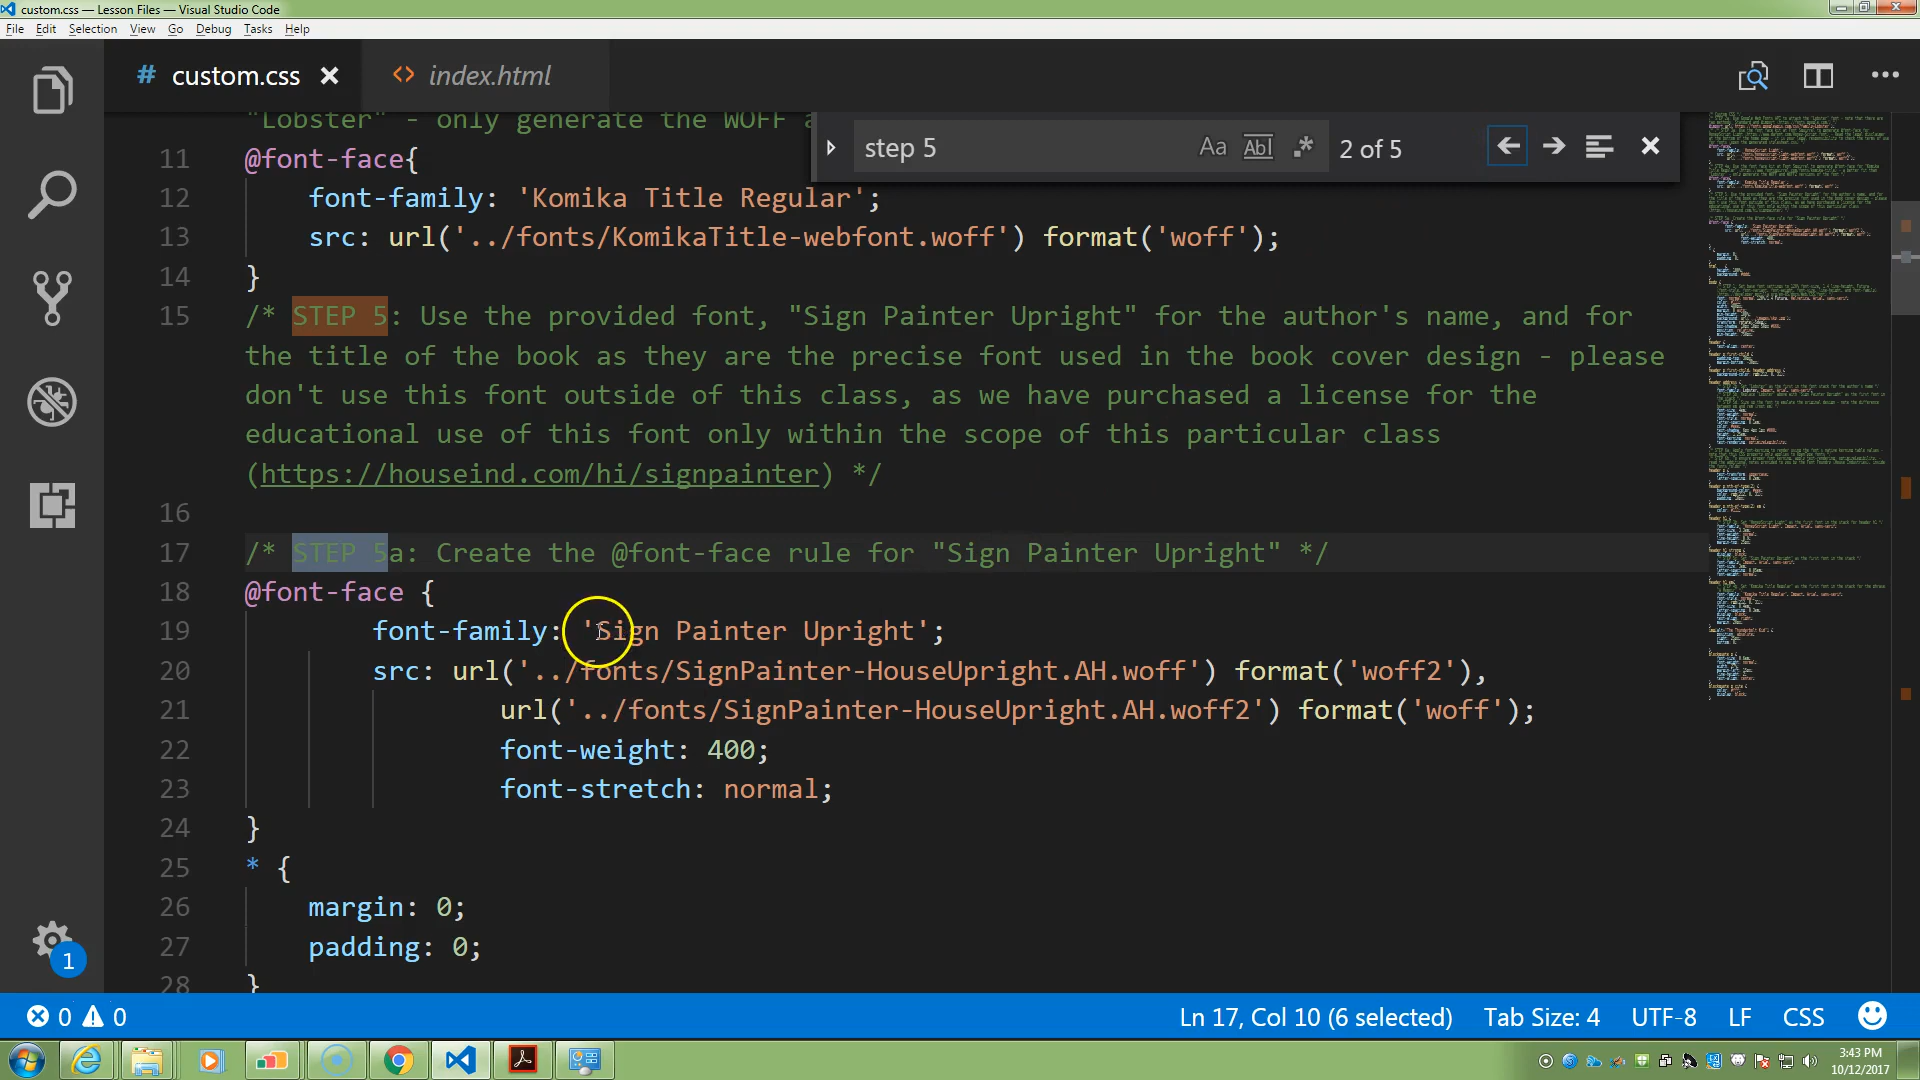 custom.css — Lesson Files — Visual Studio Code
File Edit Selection View Go Debug Tasks Help
# custom.css index.html
step 5 Aa Abl 2 of 5
"Lobster" - only generate the WOFF a
11 @font-face{
12 font-family: 'Komika Title Regular';
13 src: url('../fonts/KomikaTitle-webfont.woff') format('woff');
14 }
15 /* STEP 5: Use the provided font, "Sign Painter Upright" for the author's name, and for
the title of the book as they are the precise font used in the book cover design - please
don't use this font outside of this class, as we have purchased a license for the
educational use of this font only within the scope of this particular class
(https://houseind.com/hi/signpainter) */
16
17 /* STEP 5a: Create the @font-face rule for "Sign Painter Upright" */
18 @font-face {
19 font-family: 'Sign Painter Upright';
20 src: url('../fonts/SignPainter-HouseUpright.AH.woff') format('woff2'),
21 url('../fonts/SignPainter-HouseUpright.AH.woff2') format('woff');
22 font-weight: 400;
23 font-stretch: normal;
24 }
25 * {
26 margin: 0;
27 padding: 0;
28 }
1
0 0 Ln 17, Col 10 (6 selected) Tab Size: 4 UTF-8 LF CSS
3:43 PM
10/12/2017